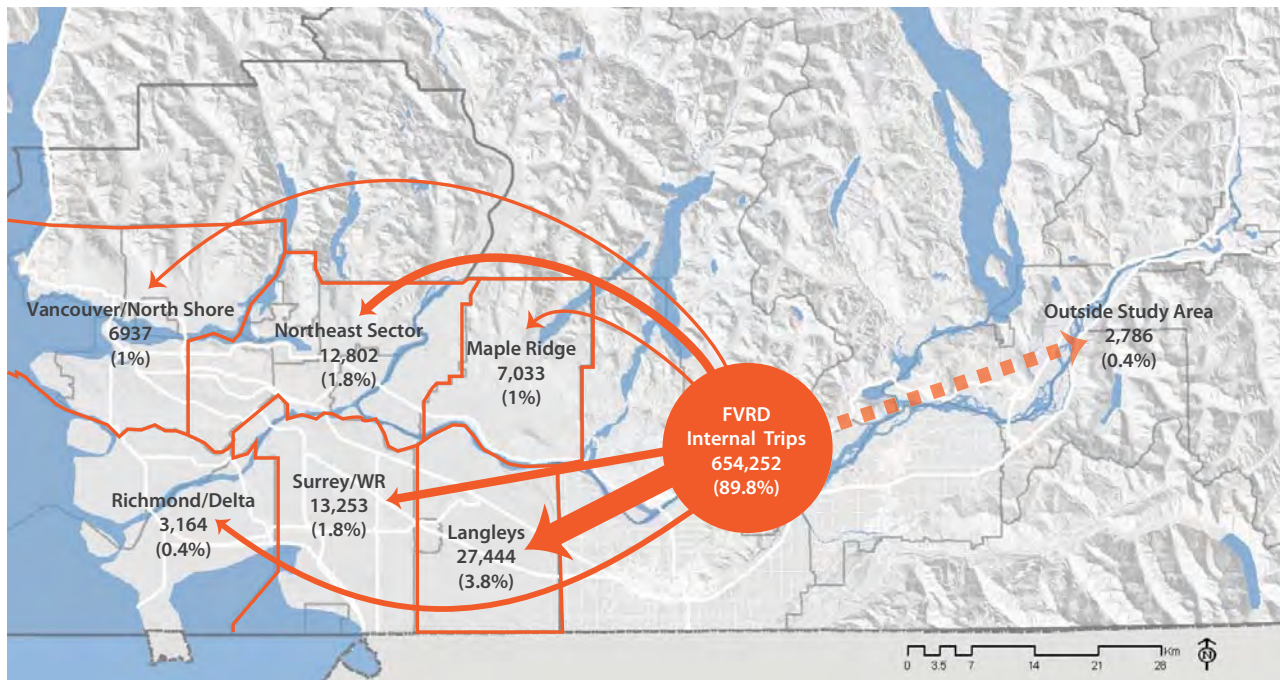 Vancouver/North Shore
6937
(1%)
Northeast Sector
12,802
(1.8%)
Maple Ridge
7,033
(1%)
Outside Study Area
2,786
(0.4%)
FVRD
Internal Trips
654,252
(89.8%)
Richmond/Delta
3,164
(0.4%)
Surrey/WR
13,253
(1.8%)
Langleys
27,444
(3.8%)
Km
0 3.5 7 14 21 28
N